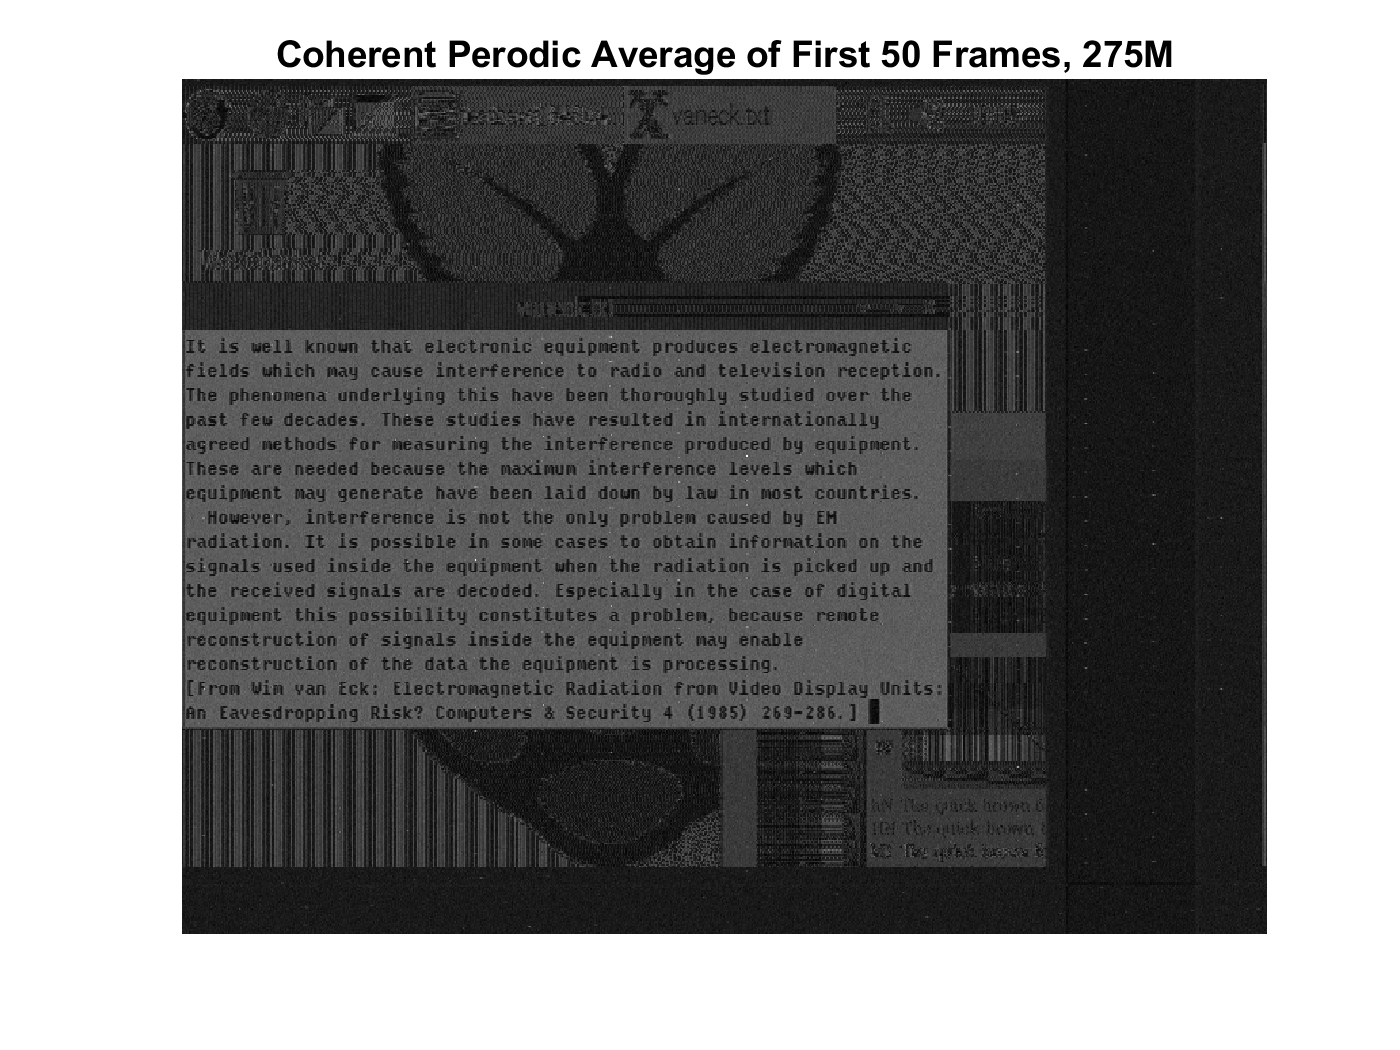 Coherent Perodic Average of First 50 Frames, 275M
vaneck.txt
vaneck.txt
It is well known that electronic equipment produces electromagnetic
fields which may cause interference to radio and television reception.
The phenomena underlying this have been thoroughly studied over the
past few decades. These studies have resulted in internationally
agreed methods for measuring the interference produced by equipment.
These are needed because the maximum interference levels which
equipment may generate have been laid down by law in most countries.
However, interference is not the only problem caused by EM
radiation. It is possible in some cases to obtain information on the
signals used inside the equipment when the radiation is picked up and
the received signals are decoded. Especially in the case of digital
equipment this possibility constitutes a problem, because remote
reconstruction of signals inside the equipment may enable
reconstruction of the data the equipment is processing.
[From Wim van Eck: Electromagnetic Radiation from Video Display Units:
An Eavesdropping Risk? Computers & Security 4 (1985) 269-286.]
The quick brown
The quick brown
The quick brown